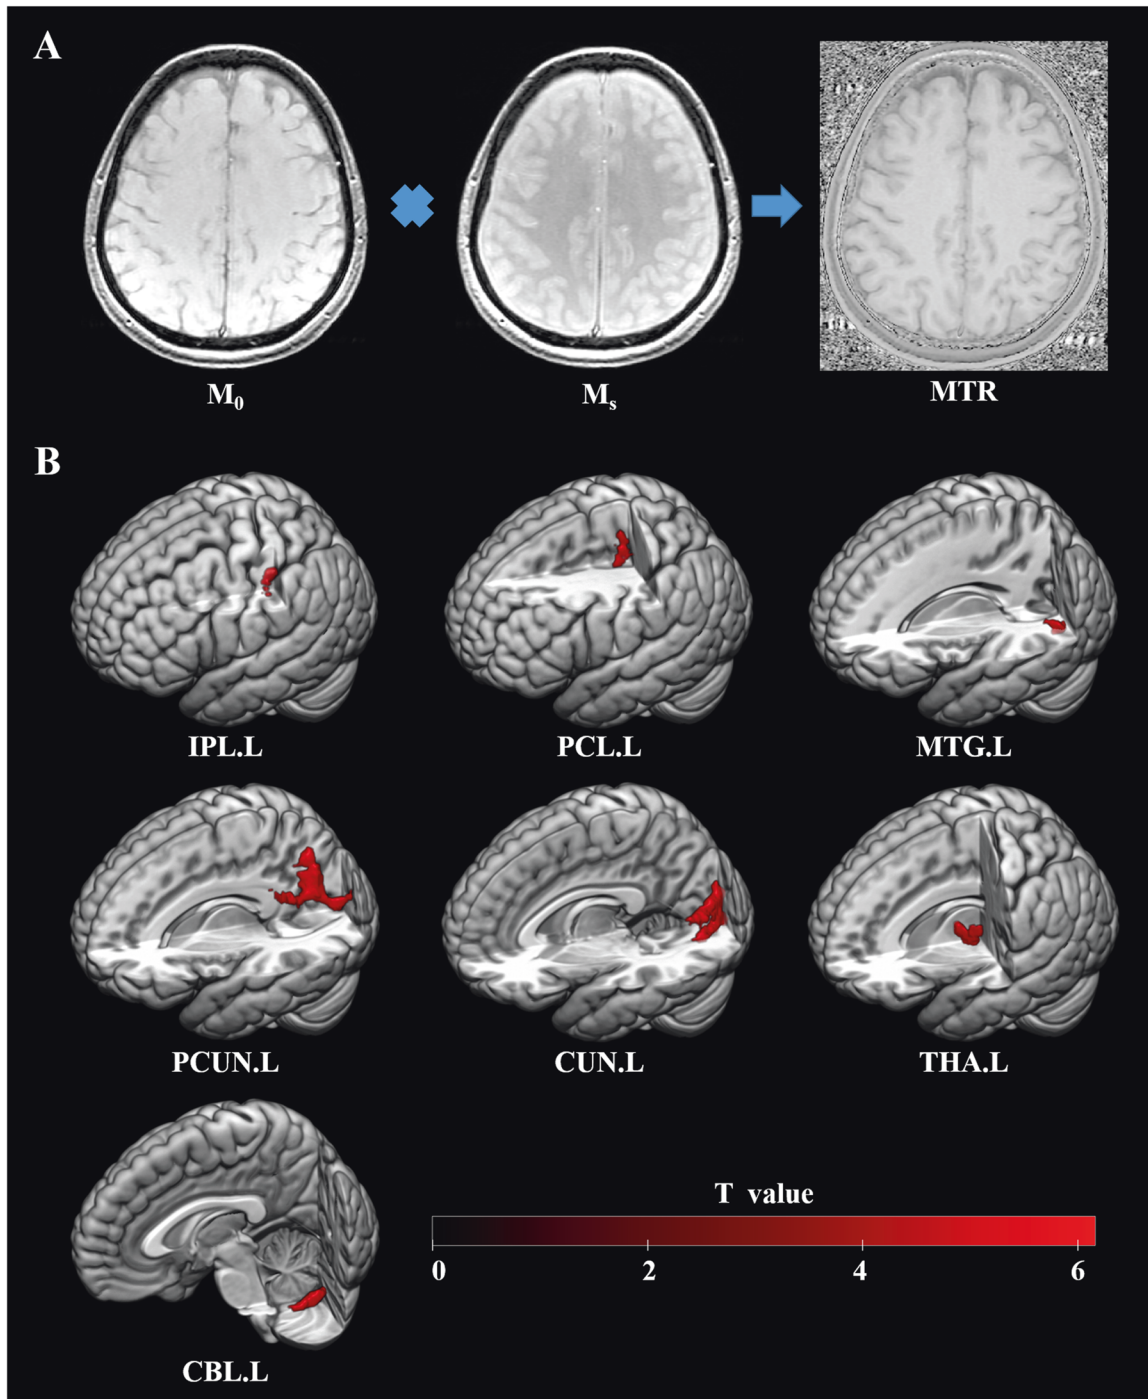 A
M₀
Mₛ
MTR
B
IPL.L
PCL.L
MTG.L
PCUN.L
CUN.L
THA.L
T value
0 2 4 6
CBL.L